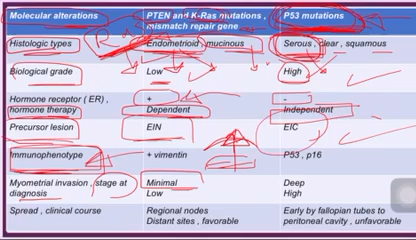 Molecular alterations PTEN and K-Ras mutations , P53 mutations
mismatch repair gene
Histologic types Endometrioid mucinous Serous, clear , squamous
Biological grade Low High
Hormone receptor ( ER) , + -
hormone therapy Dependent Independent
Precursor lesion EIN EIC
Immunophenotype + vimentin P53 , p16
Myometrial invasion , stage at Minimal Deep
diagnosis Low High
Spread , clinical course Regional nodes Early by fallopian tubes to
Distant sites , favorable peritoneal cavity , unfavorable